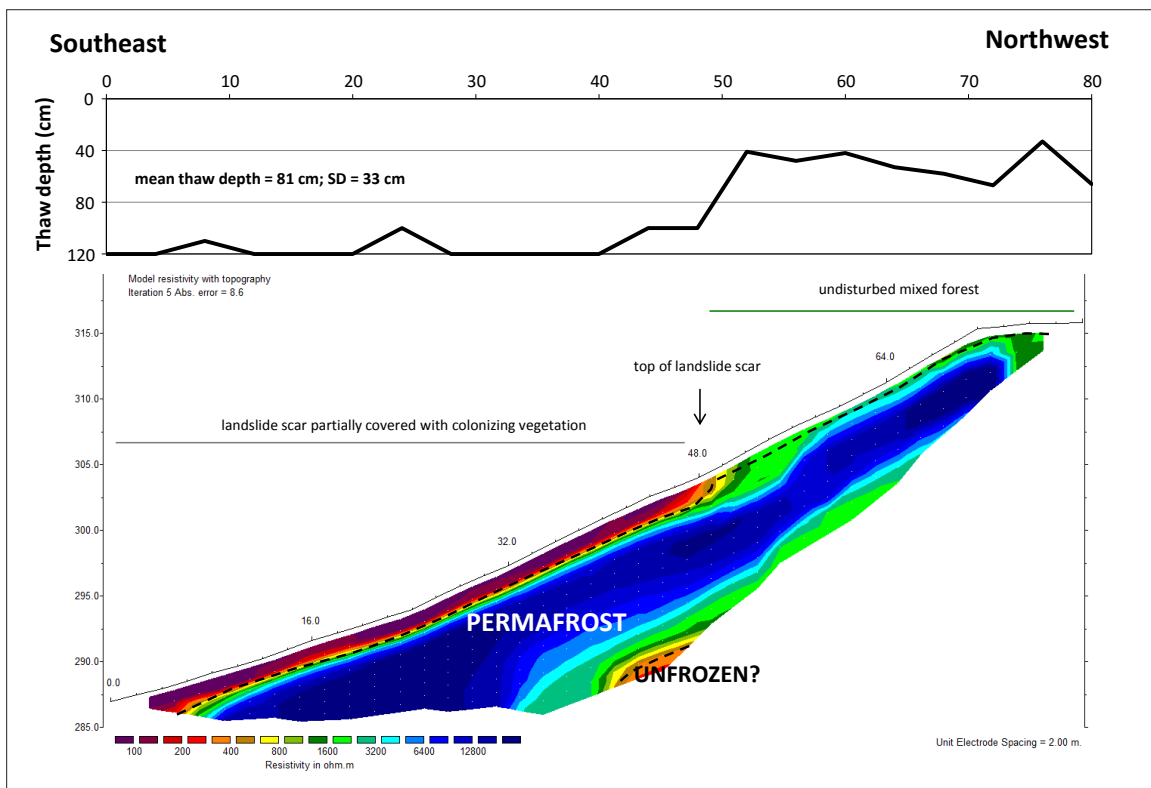 Southeast
Northwest
0 10 20 30 40 50 60 70 80
Thaw depth (cm)
0
40
80
120
mean thaw depth = 81 cm; SD = 33 cm
Model resistivity with topography
Iteration 5 Abs. error = 8.6
undisturbed mixed forest
top of landslide scar
landslide scar partially covered with colonizing vegetation
315.0
310.0
305.0
300.0
295.0
290.0
285.0
0.0
16.0
32.0
48.0
64.0
PERMAFROST
UNFROZEN?
100 200 400 800 1600 3200 6400 12800
Resistivity in ohm.m
Unit Electrode Spacing = 2.00 m.